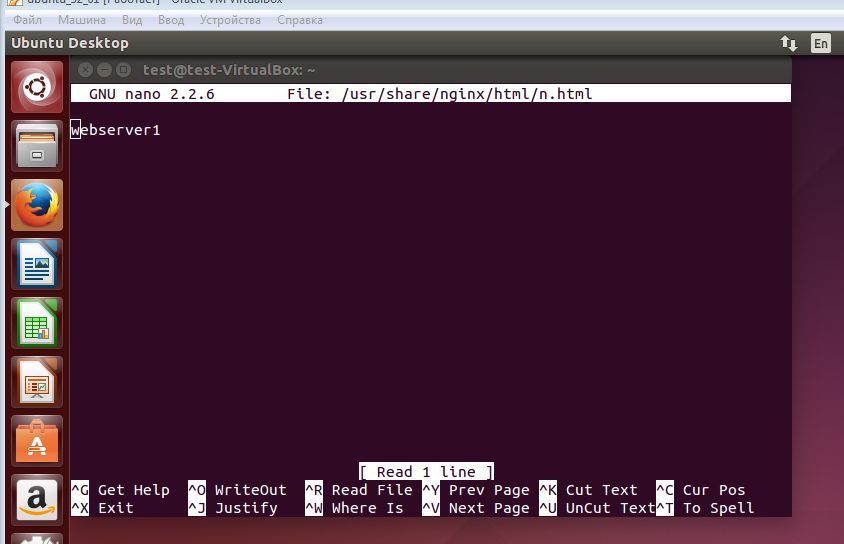 ubuntu_32_01 [Работает] - Oracle VM VirtualBox
Файл Машина Вид Ввод Устройства Справка
Ubuntu Desktop En
test@test-VirtualBox: ~
GNU nano 2.2.6 File: /usr/share/nginx/html/n.html
webserver1
[ Read 1 line ]
^G Get Help ^O WriteOut ^R Read File ^Y Prev Page ^K Cut Text ^C Cur Pos
^X Exit ^J Justify ^W Where Is ^V Next Page ^U UnCut Text ^T To Spell